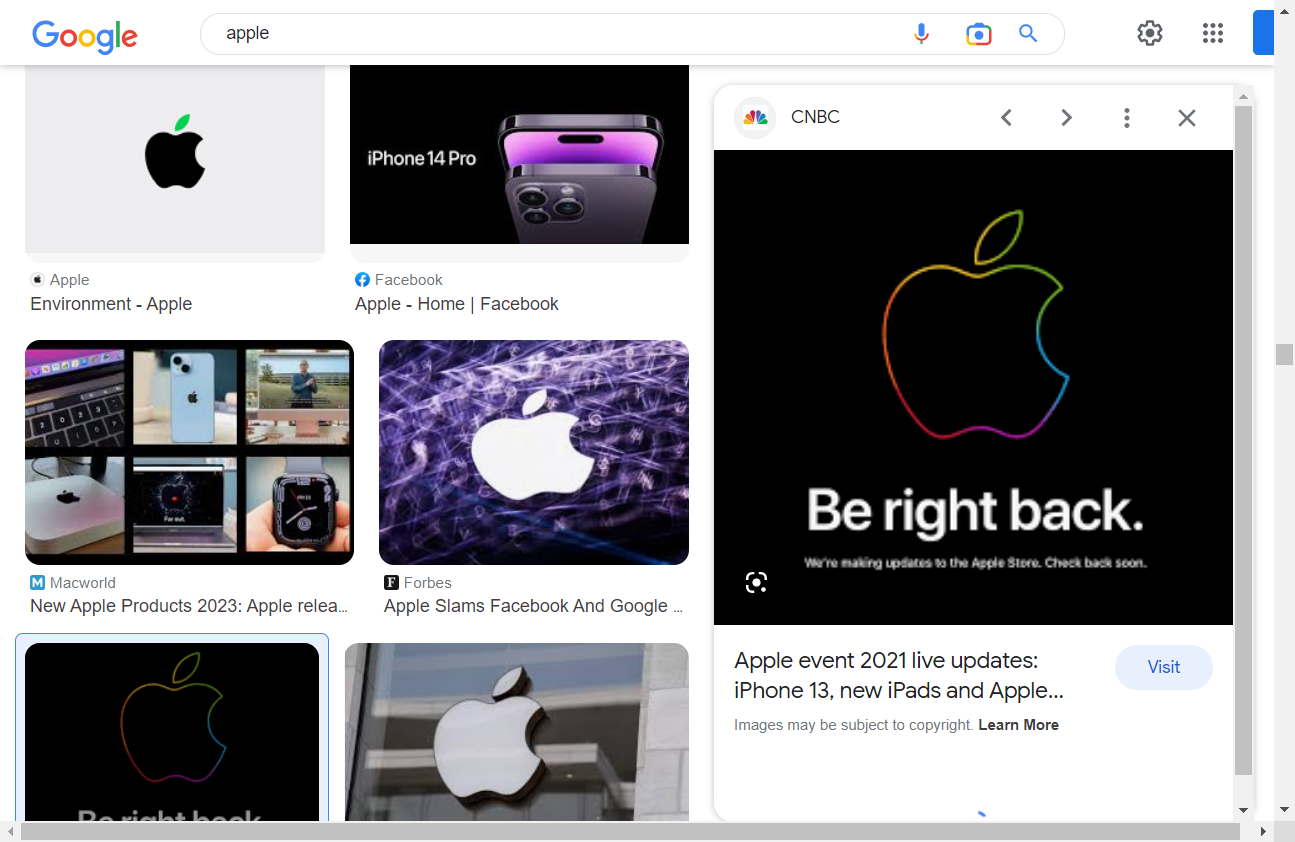 Google
apple
CNBC
iPhone 14 Pro
Apple
Environment - Apple
Facebook
Apple - Home | Facebook
Far out.
Macworld
New Apple Products 2023: Apple relea...
Forbes
Apple Slams Facebook And Google ...
Be right back.
Be right back.
We're making updates to the Apple Store. Check back soon.
Apple event 2021 live updates:
iPhone 13, new iPads and Apple...
Visit
Images may be subject to copyright. Learn More